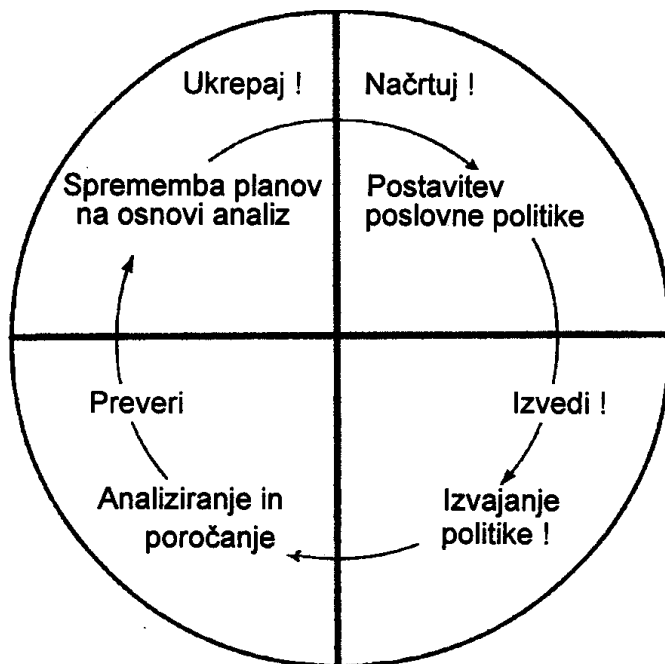 Ukrepaj !
Načrtuj !
Sprememba planov
na osnovi analiz
Postavitev
poslovne politike
Preveri
Izvedi !
Analiziranje in
poročanje
Izvajanje
politike !